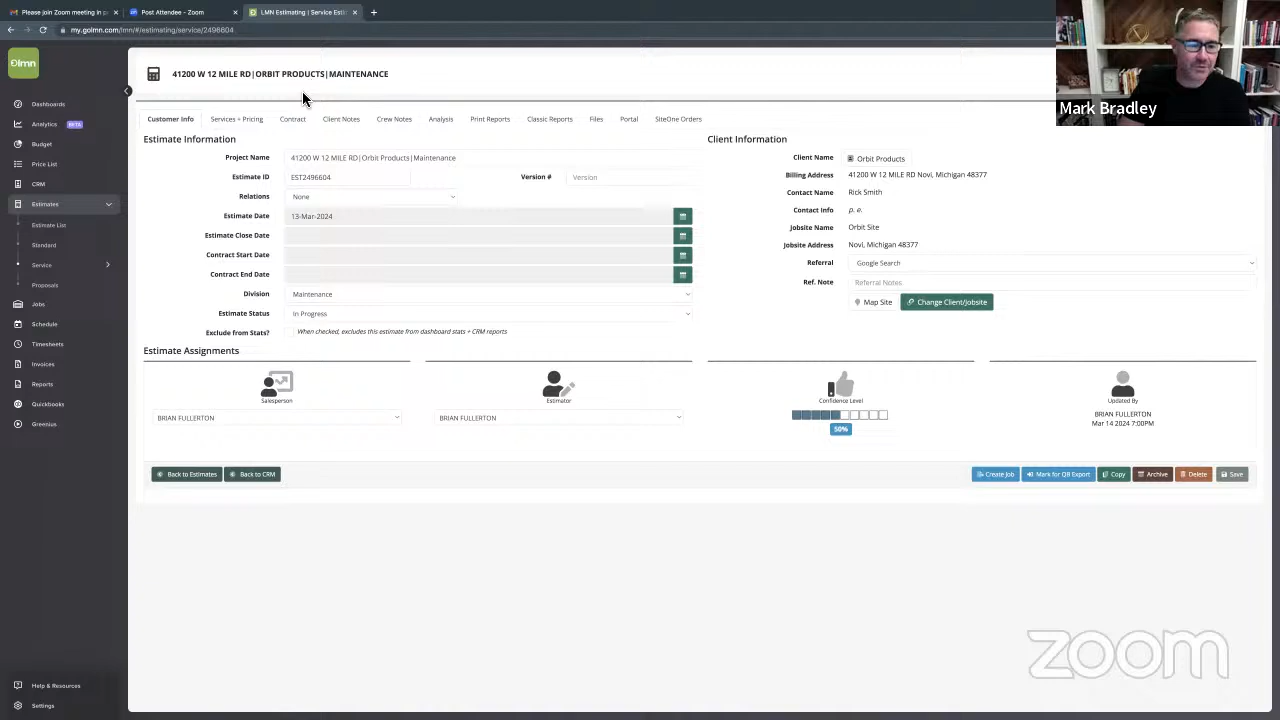 Please join Zoom meeting in p
Post Attendee - Zoom
LMN Estimating | Service Esti
my.golmn.com/lmn/#/estimating/service/2496604
Mark Bradley
LMN
41200 W 12 MILE RD|ORBIT PRODUCTS|MAINTENANCE
Dashboards
Analytics BETA
Budget
Price List
CRM
Estimates
Estimate List
Standard
Service
Proposals
Jobs
Schedule
Timesheets
Invoices
Reports
Quickbooks
Greenius
Help & Resources
Settings
Customer Info
Services + Pricing
Contract
Client Notes
Crew Notes
Analysis
Print Reports
Classic Reports
Files
Portal
SiteOne Orders
Estimate Information
Project Name 41200 W 12 MILE RD|Orbit Products|Maintenance
Estimate ID EST2496604 Version # Version
Relations None
Estimate Date 13-Mar-2024
Estimate Close Date
Contract Start Date
Contract End Date
Division Maintenance
Estimate Status In Progress
Exclude from Stats? When checked, excludes this estimate from dashboard stats + CRM reports
Client Information
Client Name Orbit Products
Billing Address 41200 W 12 MILE RD Novi, Michigan 48377
Contact Name Rick Smith
Contact Info p. e.
Jobsite Name Orbit Site
Jobsite Address Novi, Michigan 48377
Referral Google Search
Ref. Note Referral Notes
Map Site Change Client/Jobsite
Estimate Assignments
Salesperson
BRIAN FULLERTON
Estimator
BRIAN FULLERTON
Confidence Level
50%
Updated By
BRIAN FULLERTON
Mar 14 2024 7:00PM
Back to Estimates Back to CRM Create Job Mark for QB Export Copy Archive Delete Save
zoom